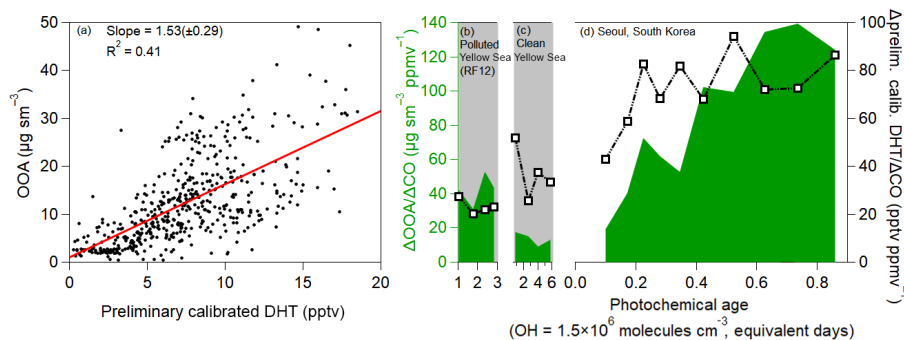 (a)
Slope = 1.53(±0.29)
R² = 0.41
OOA (µg sm⁻³)
50
40
30
20
10
0
0 5 10 15 20
Preliminary calibrated DHT (pptv)
ΔOOA/ΔCO (µg sm⁻³ ppmv⁻¹)
140
120
100
80
60
40
20
0
(b)
Polluted
Yellow Sea
(RF12)
1 2 3
(c)
Clean
Yellow Sea
2 4 6
(d) Seoul, South Korea
0.0 0.2 0.4 0.6 0.8
Photochemical age
(OH = 1.5×10⁶ molecules cm⁻³, equivalent days)
100
80
60
40
20
0
Δprelim. calib. DHT/ΔCO (pptv ppmv⁻¹)